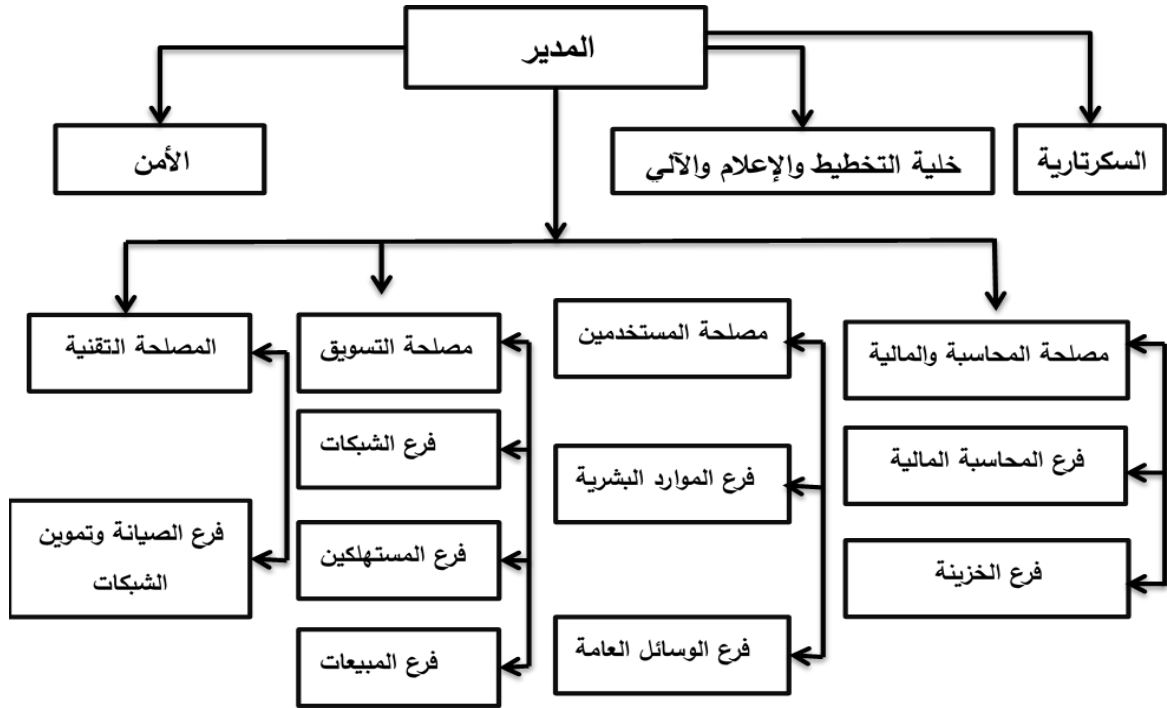 المدير
السكرتارية
خلية التخطيط والإعلام والآلي
الأمن
مصلحة المحاسبة والمالية
مصلحة المستخدمين
مصلحة التسويق
المصلحة التقنية
فرع المحاسبة المالية
فرع الموارد البشرية
فرع الشبكات
فرع الصيانة وتموين
الشبكات
فرع الخزينة
فرع الوسائل العامة
فرع المستهلكين
فرع المبيعات